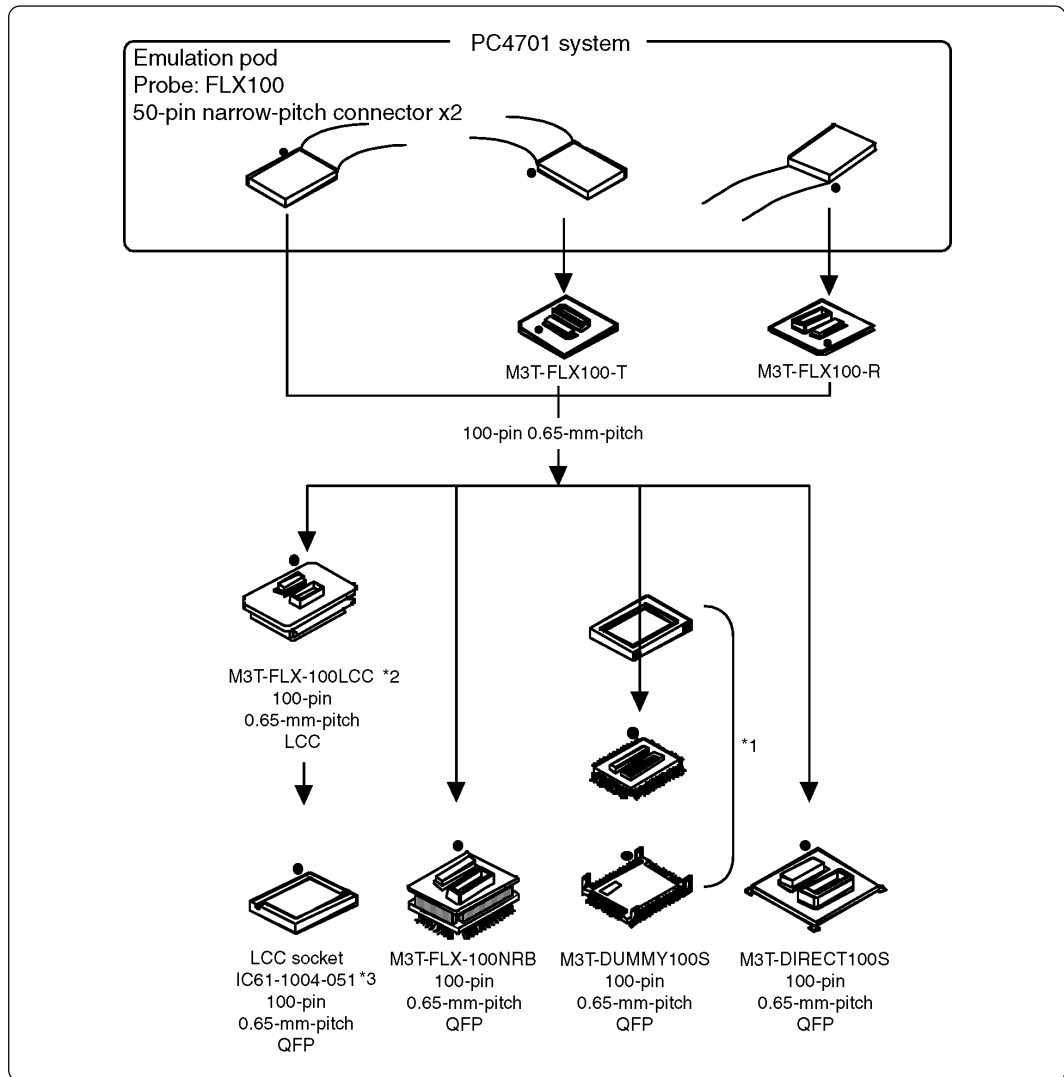 PC4701 system
Emulation pod
Probe: FLX100
50-pin narrow-pitch connector x2
M3T-FLX100-T
M3T-FLX100-R
100-pin 0.65-mm-pitch
M3T-FLX-100LCC *2
100-pin
0.65-mm-pitch
LCC
*1
LCC socket
IC61-1004-051 *3
100-pin
0.65-mm-pitch
QFP
M3T-FLX-100NRB
100-pin
0.65-mm-pitch
QFP
M3T-DUMMY100S
100-pin
0.65-mm-pitch
QFP
M3T-DIRECT100S
100-pin
0.65-mm-pitch
QFP